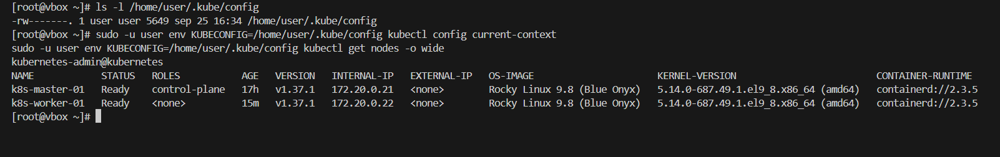 [root@vbox ~]# ls -l /home/user/.kube/config
-rw-------. 1 user user 5649 sep 25 16:34 /home/user/.kube/config
[root@vbox ~]# sudo -u user env KUBECONFIG=/home/user/.kube/config kubectl config current-context
sudo -u user env KUBECONFIG=/home/user/.kube/config kubectl get nodes -o wide
kubernetes-admin@kubernetes
NAME            STATUS   ROLES           AGE   VERSION   INTERNAL-IP   EXTERNAL-IP   OS-IMAGE                      KERNEL-VERSION                         CONTAINER-RUNTIME
k8s-master-01   Ready    control-plane   17h   v1.37.1   172.20.0.21   <none>        Rocky Linux 9.8 (Blue Onyx)   5.14.0-687.49.1.el9_8.x86_64 (amd64)   containerd://2.3.5
k8s-worker-01   Ready    <none>          15m   v1.37.1   172.20.0.22   <none>        Rocky Linux 9.8 (Blue Onyx)   5.14.0-687.49.1.el9_8.x86_64 (amd64)   containerd://2.3.5
[root@vbox ~]#